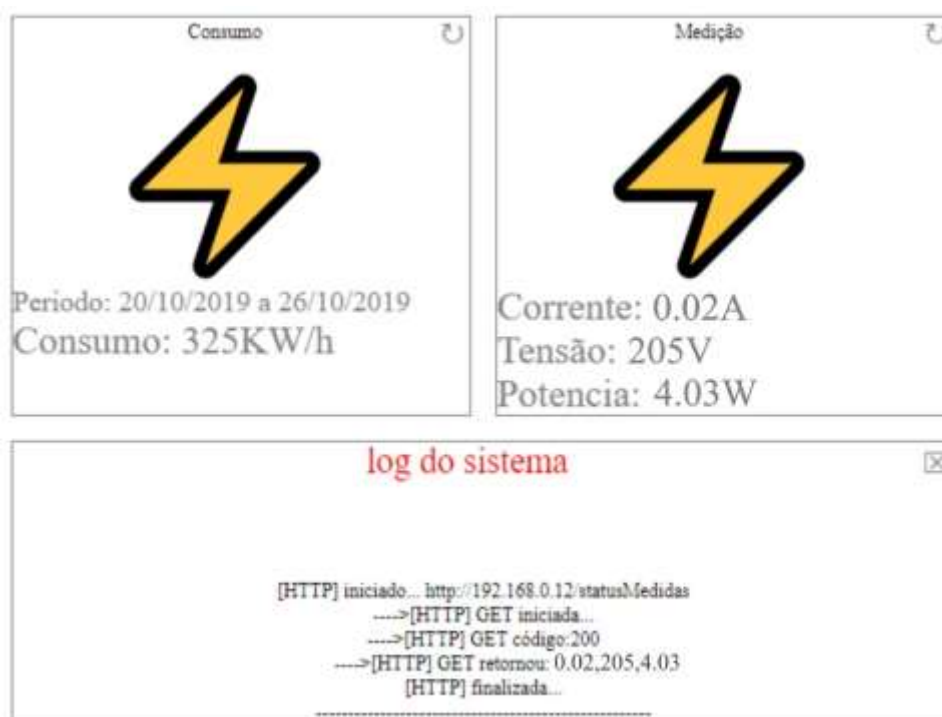 Consumo
Periodo: 20/10/2019 a 26/10/2019
Consumo: 325KW/h
Medição
Corrente: 0.02A
Tensão: 205V
Potencia: 4.03W
log do sistema
[HTTP] iniciado... http://192.168.0.12/statusMedidas
---->[HTTP] GET iniciada...
---->[HTTP] GET código:200
---->[HTTP] GET retornou: 0.02,205,4.03
[HTTP] finalizada...
------------------------------------------------------